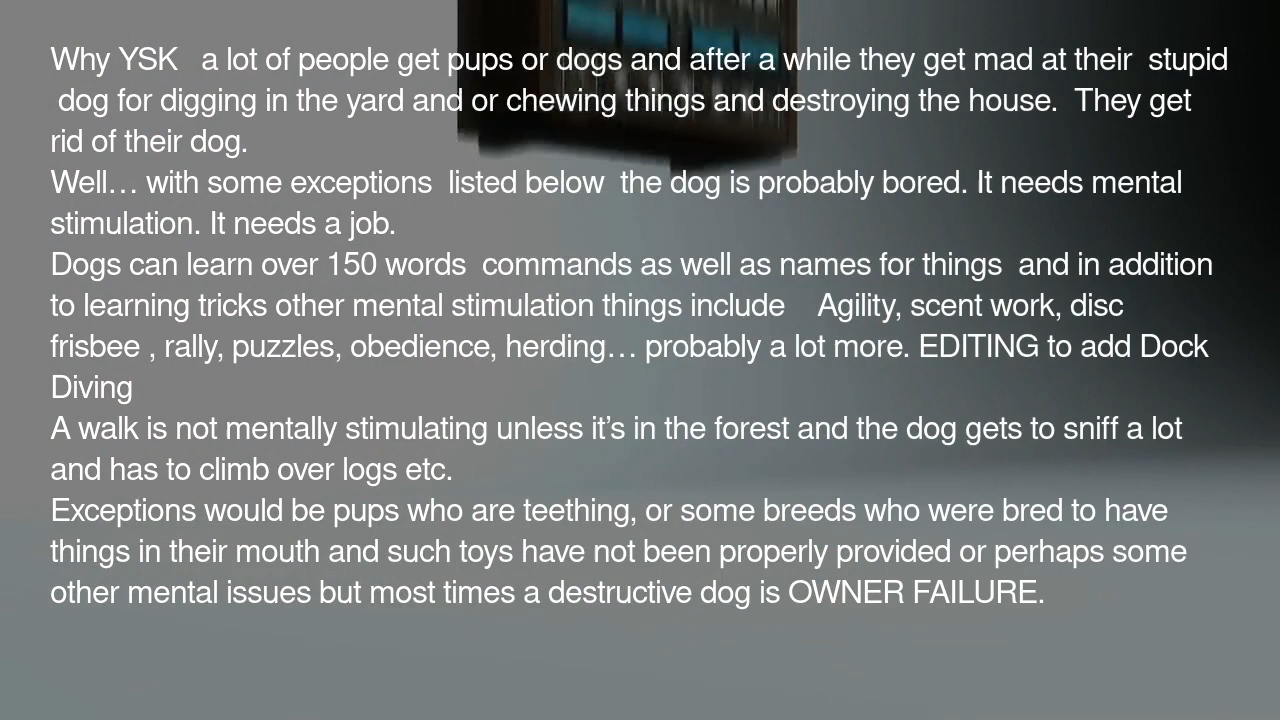 Why YSK   a lot of people get pups or dogs and after a while they get mad at their  stupid
 dog for digging in the yard and or chewing things and destroying the house.  They get
rid of their dog.
Well… with some exceptions  listed below  the dog is probably bored. It needs mental
stimulation. It needs a job.
Dogs can learn over 150 words  commands as well as names for things  and in addition
to learning tricks other mental stimulation things include    Agility, scent work, disc
frisbee , rally, puzzles, obedience, herding… probably a lot more. EDITING to add Dock
Diving
A walk is not mentally stimulating unless it’s in the forest and the dog gets to sniff a lot
and has to climb over logs etc.
Exceptions would be pups who are teething, or some breeds who were bred to have
things in their mouth and such toys have not been properly provided or perhaps some
other mental issues but most times a destructive dog is OWNER FAILURE.